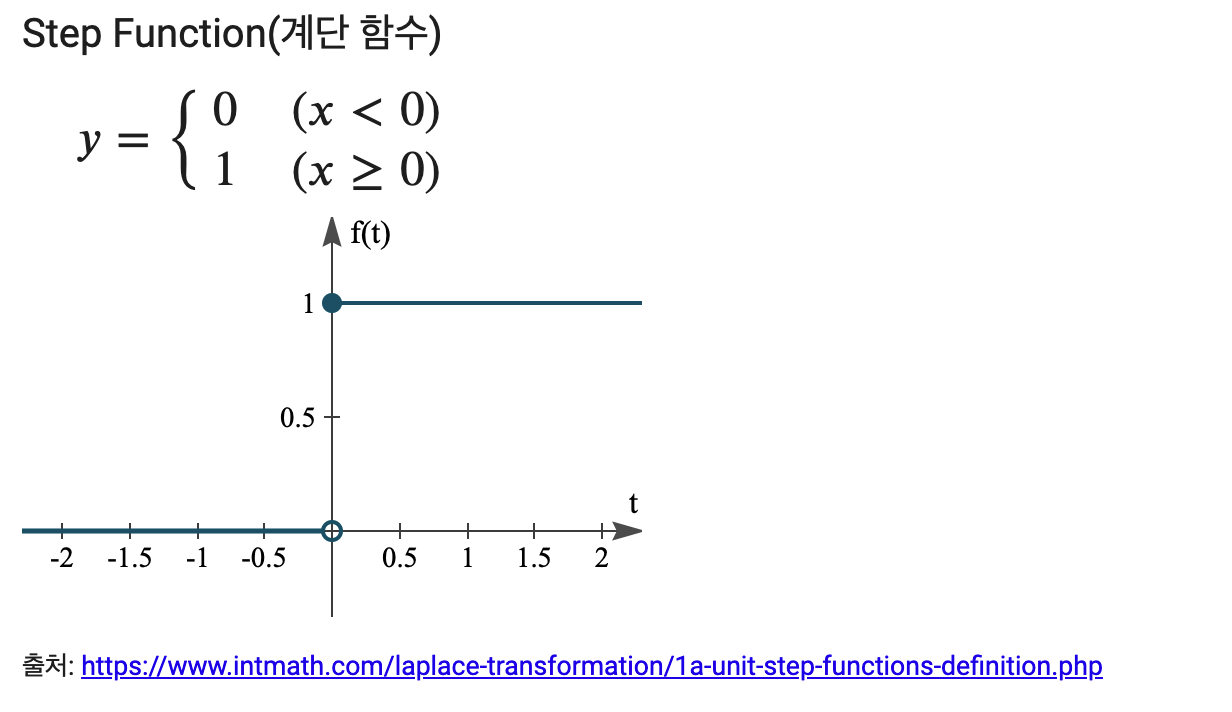 Step Function(계단 함수)
y = { 0 (x < 0)
1 (x ≥ 0)
f(t)
1
0.5
t
-2 -1.5 -1 -0.5 0.5 1 1.5 2
출처: https://www.intmath.com/laplace-transformation/1a-unit-step-functions-definition.php